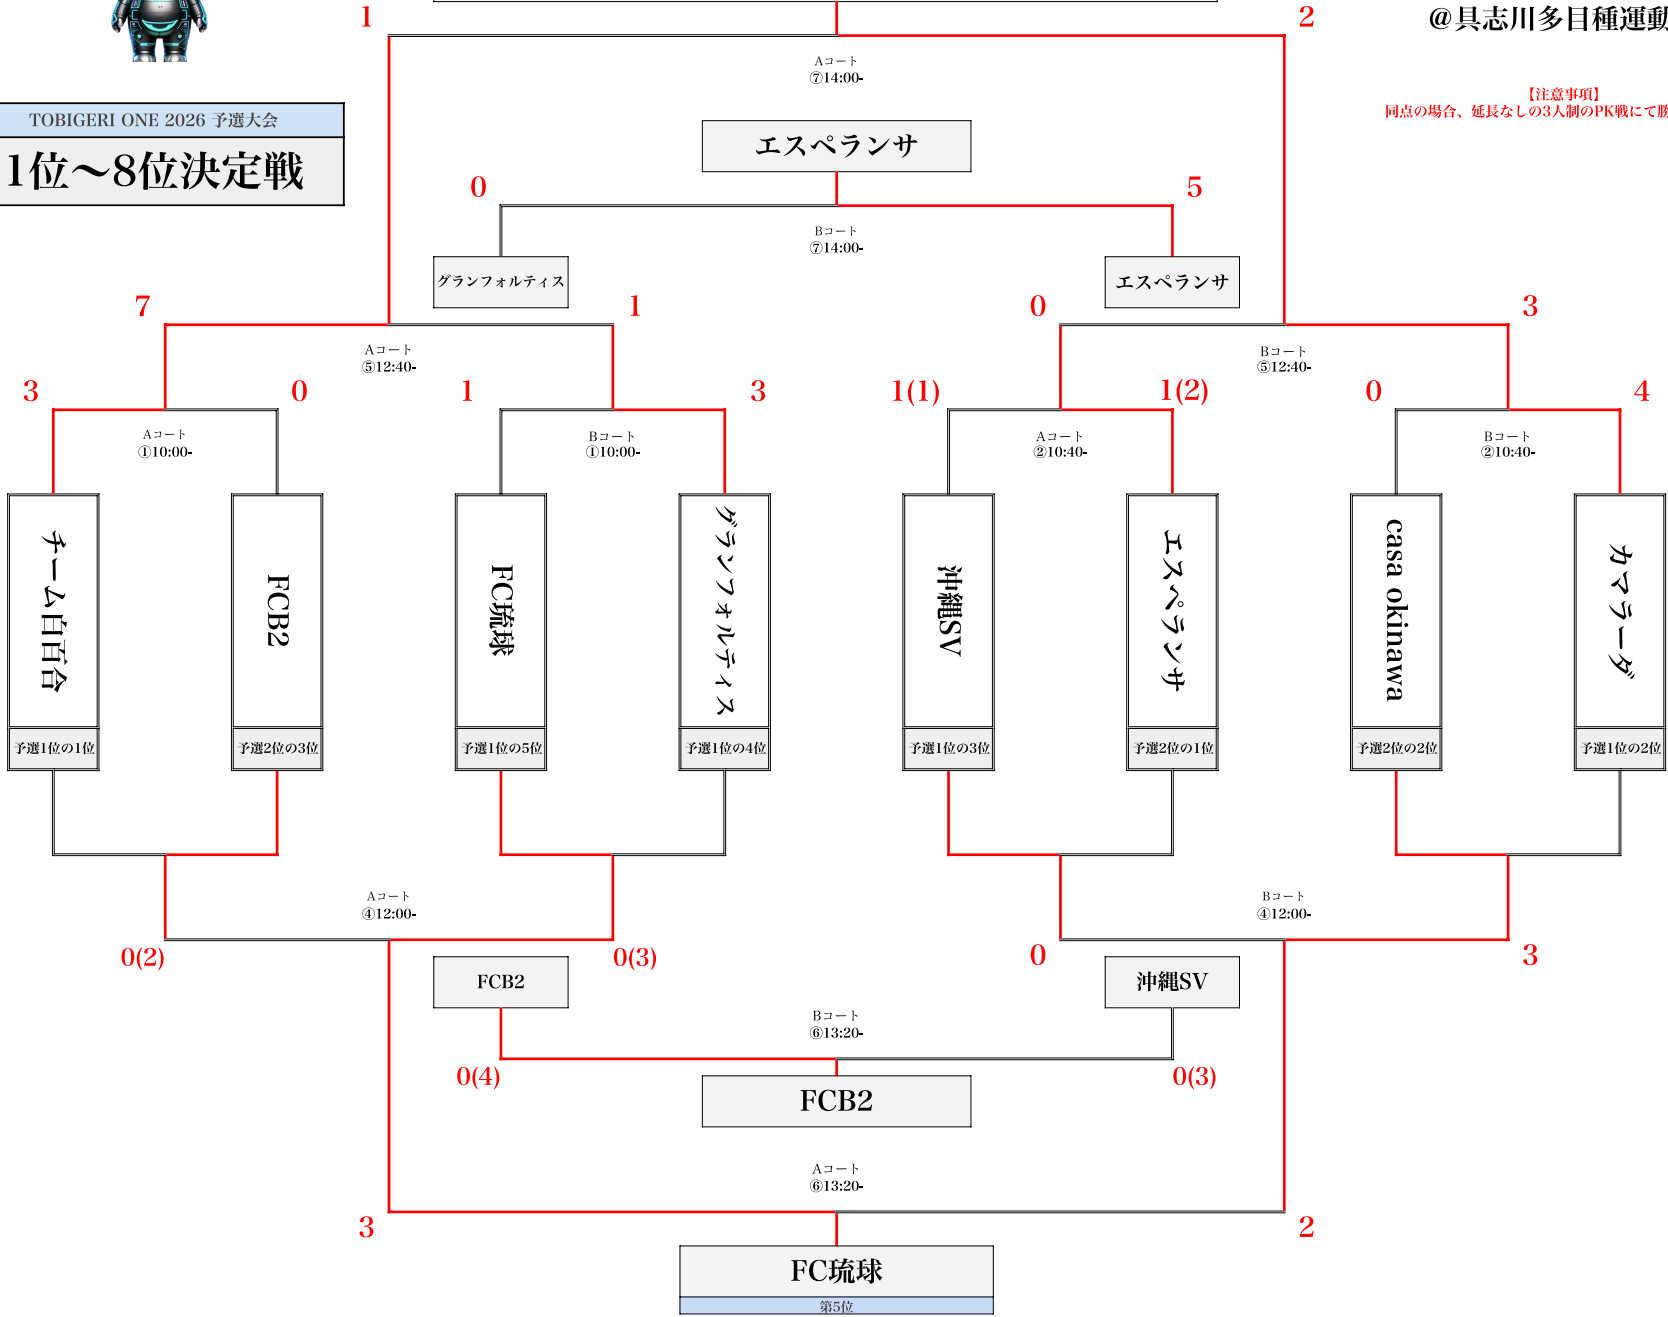 1
2
@具志川多目種運動
Aコート
⑦14:00-
【注意事項】
同点の場合、延長なしの3人制のPK戦にて勝
TOBIGERI ONE 2026 予選大会
1位〜8位決定戦
エスペランサ
0
5
Bコート
⑦14:00-
グランフォルティス
エスペランサ
7
1
0
3
Aコート
⑤12:40-
Bコート
⑤12:40-
3
0
1
3
1(1)
1(2)
0
4
Aコート
①10:00-
Bコート
①10:00-
Aコート
②10:40-
Bコート
②10:40-
チーム白百合
FCB2
FC琉球
グランフォルティス
沖縄SV
エスペランサ
casa okinawa
カマラーダ
予選1位の1位
予選2位の3位
予選1位の5位
予選1位の4位
予選1位の3位
予選2位の1位
予選2位の2位
予選1位の2位
Aコート
④12:00-
Bコート
④12:00-
0(2)
0(3)
0
3
FCB2
沖縄SV
Bコート
⑥13:20-
0(4)
0(3)
FCB2
Aコート
⑥13:20-
3
2
FC琉球
第5位